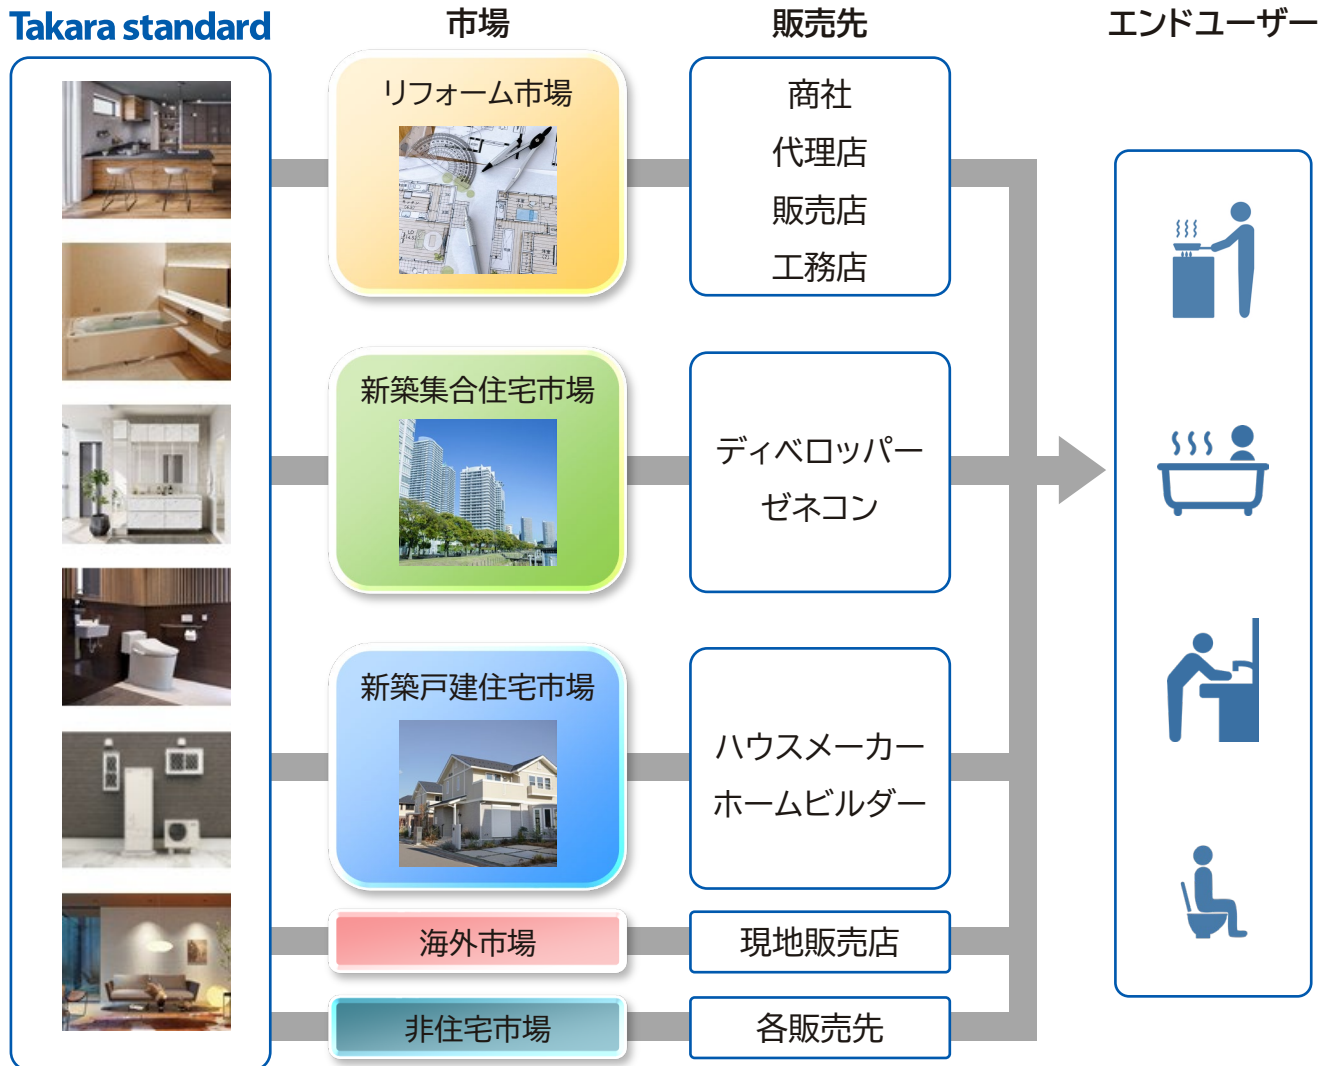 Takara standard
市場
販売先
エンドユーザー
リフォーム市場
商社
代理店
販売店
工務店
新築集合住宅市場
ディベロッパー
ゼネコン
新築戸建住宅市場
ハウスメーカー
ホームビルダー
海外市場
現地販売店
非住宅市場
各販売先